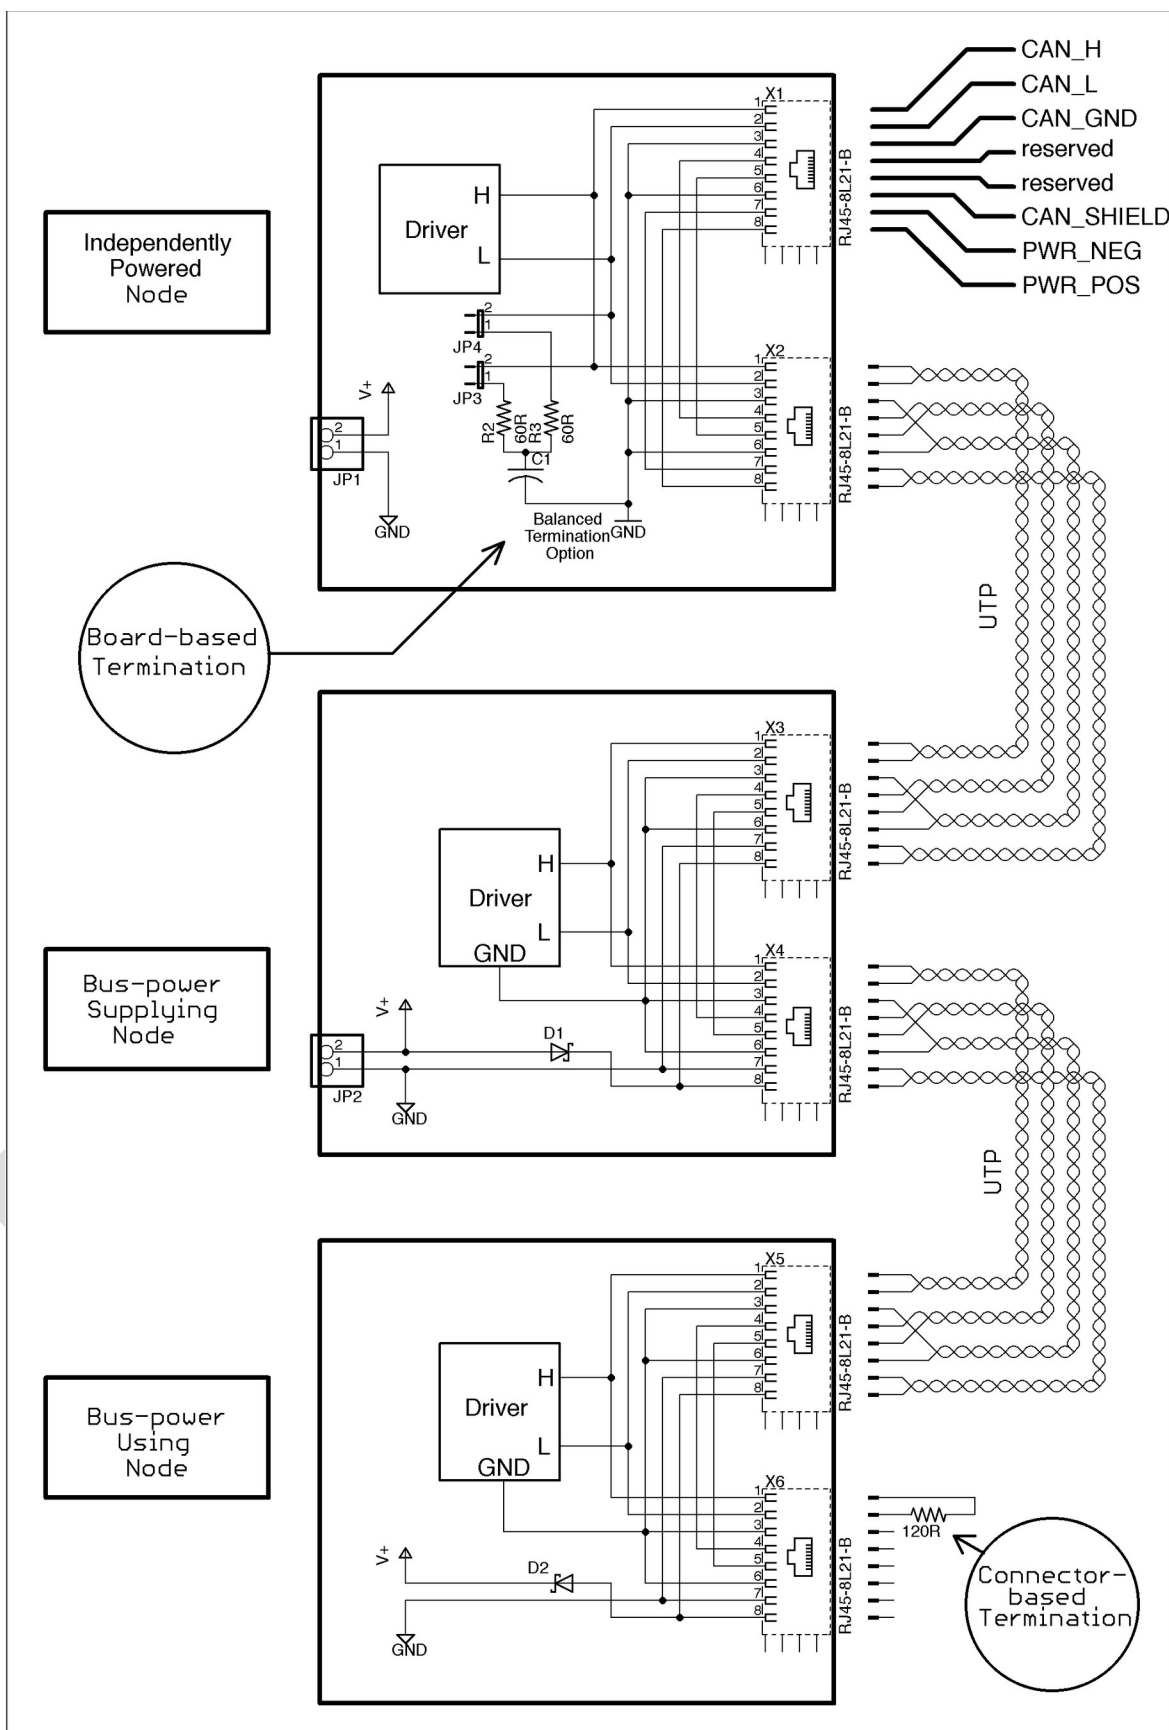 CAN_H
CAN_L
CAN_GND
reserved
reserved
CAN_SHIELD
PWR_NEG
PWR_POS
X1
1
2
3
4
5
6
7
8
RJ45-8L21-B
Driver
H
L
Independently
Powered
Node
2
1
JP4
2
1
JP3
R2
60R
R3
60R
C1
V+
2
1
JP1
GND
Balanced
Termination
Option
GND
X2
1
2
3
4
5
6
7
8
RJ45-8L21-B
UTP
Board-based
Termination
X3
1
2
3
4
5
6
7
8
RJ45-8L21-B
Driver
H
L
GND
Bus-power
Supplying
Node
V+
D1
2
1
JP2
GND
X4
1
2
3
4
5
6
7
8
RJ45-8L21-B
UTP
X5
1
2
3
4
5
6
7
8
RJ45-8L21-B
Driver
H
L
GND
Bus-power
Using
Node
V+
D2
GND
X6
1
2
3
4
5
6
7
8
RJ45-8L21-B
120R
Connector-
based
Termination